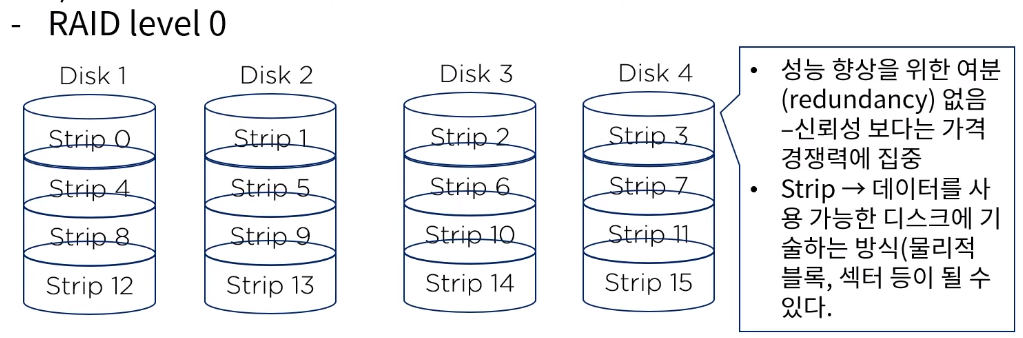 - RAID level 0
Disk 1 Disk 2 Disk 3 Disk 4
Strip 0 Strip 1 Strip 2 Strip 3
Strip 4 Strip 5 Strip 6 Strip 7
Strip 8 Strip 9 Strip 10 Strip 11
Strip 12 Strip 13 Strip 14 Strip 15
• 성능 향상을 위한 여분
(redundancy) 없음
–신뢰성 보다는 가격
경쟁력에 집중
• Strip → 데이터를 사
용 가능한 디스크에 기
술하는 방식(물리적
블록, 섹터 등이 될 수
있다.